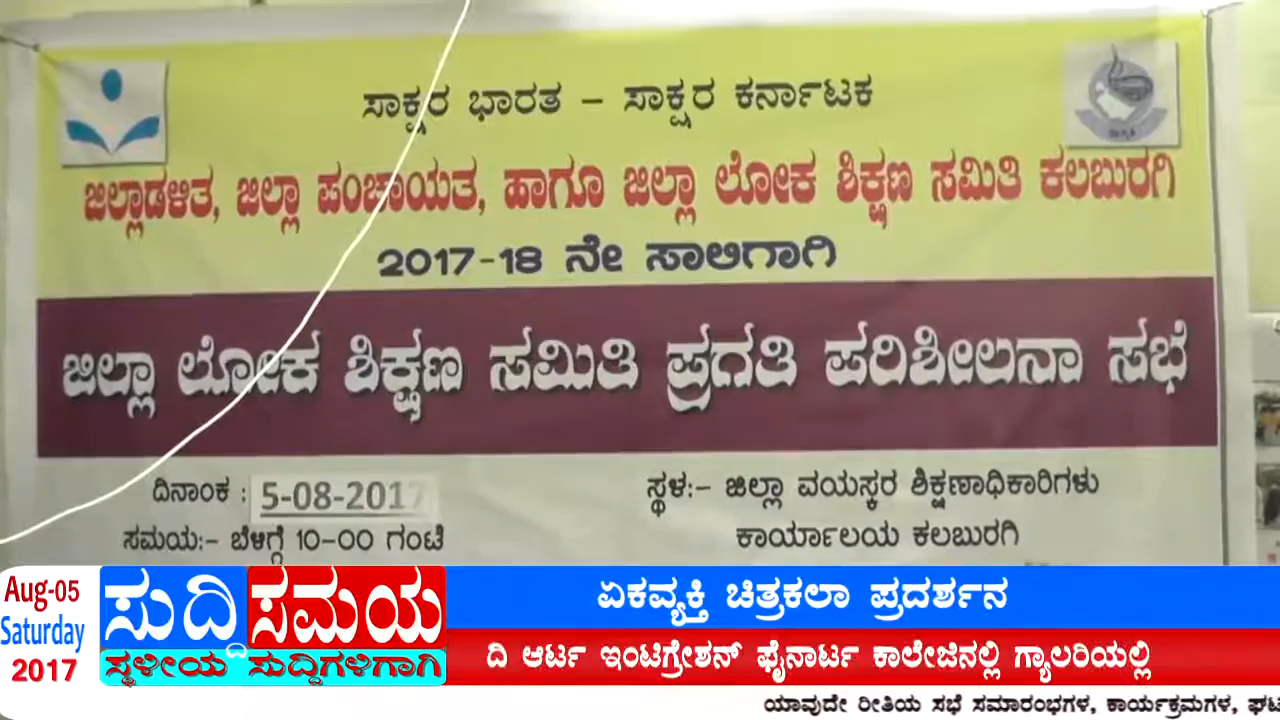 ಸಾಕ್ಷರ ಭಾರತ – ಸಾಕ್ಷರ ಕರ್ನಾಟಕ
ಜಿಲ್ಲಾಡಳಿತ, ಜಿಲ್ಲಾ ಪಂಚಾಯತ, ಹಾಗೂ ಜಿಲ್ಲಾ ಲೋಕ ಶಿಕ್ಷಣ ಸಮಿತಿ ಕಲಬುರಗಿ
2017-18 ನೇ ಸಾಲಿಗಾಗಿ
ಜಿಲ್ಲಾ ಲೋಕ ಶಿಕ್ಷಣ ಸಮಿತಿ ಪ್ರಗತಿ ಪರಿಶೀಲನಾ ಸಭೆ
ದಿನಾಂಕ : 5-08-2017
ಸಮಯ:- ಬೆಳಿಗ್ಗೆ 10-00 ಗಂಟೆ
ಸ್ಥಳ:- ಜಿಲ್ಲಾ ವಯಸ್ಕರ ಶಿಕ್ಷಣಾಧಿಕಾರಿಗಳು
ಕಾರ್ಯಾಲಯ ಕಲಬುರಗಿ
Aug-05
Saturday
2017
ಸುದ್ದಿ ಸಮಯ
ಸ್ಥಳೀಯ ಸುದ್ದಿಗಳಿಗಾಗಿ
ಏಕವ್ಯಕ್ತಿ ಚಿತ್ರಕಲಾ ಪ್ರದರ್ಶನ
ದಿ ಆರ್ಟ ಇಂಟಿಗ್ರೇಶನ್ ಫೈನಾರ್ಟ ಕಾಲೇಜಿನಲ್ಲಿ ಗ್ಯಾಲರಿಯಲ್ಲಿ
ಯಾವುದೇ ರೀತಿಯ ಸಭೆ ಸಮಾರಂಭಗಳ, ಕಾರ್ಯಕ್ರಮಗಳ,